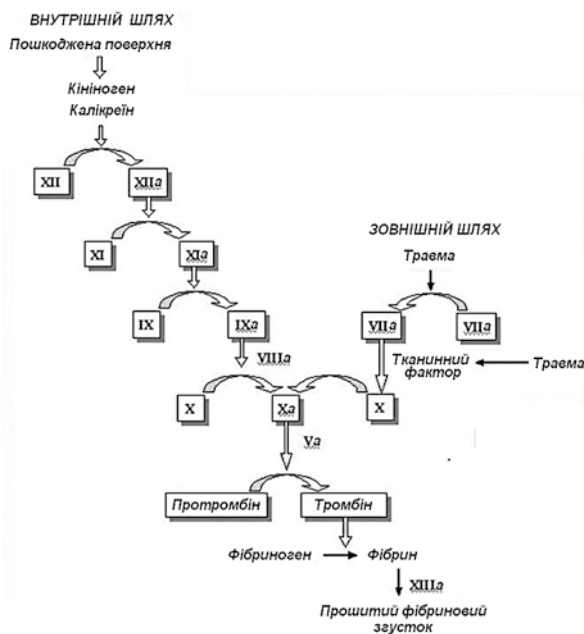 ВНУТРІШНІЙ ШЛЯХ
Пошкоджена поверхня
Кініноген
Калікреїн
XII
XIIa
XI
XIa
ЗОВНІШНІЙ ШЛЯХ
Травма
IX
IXa
VIIa
VIIa
VIIIa
Тканинний
фактор
Травма
X
Xa
X
Va
Протромбін
Тромбін
Фібриноген
Фібрин
XIIIa
Прошитий фібриновий
згусток